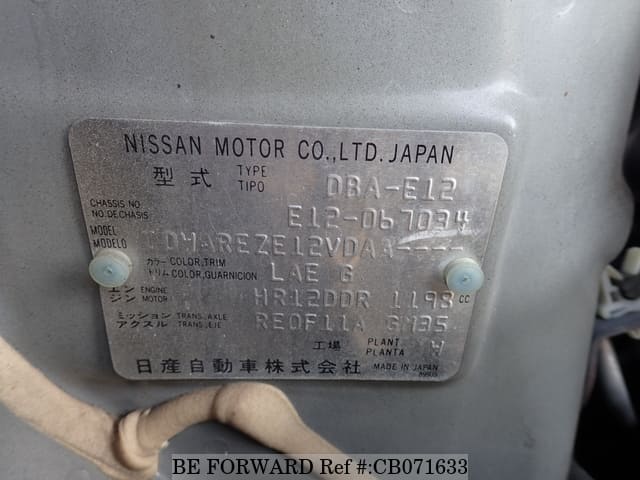 NISSAN MOTOR CO.,LTD. JAPAN
型式 TYPE TIPO DBA-E12
CHASSIS NO NO.DE.CHASIS E12-067094
MODEL MODELO DMAREZE12VDAA-----
カラー COLOR,TRIM トリム COLOR,GUARNICION LAE G
エンジン ENGINE MOTOR HR12DDR 1198 CC
ミッション TRANS. AXLE アクスル TRANS.EJE RE0F11A GM35
工場 PLANT PLANTA W
日産自動車株式会社 MADE IN JAPAN
BE FORWARD Ref #:CB071633